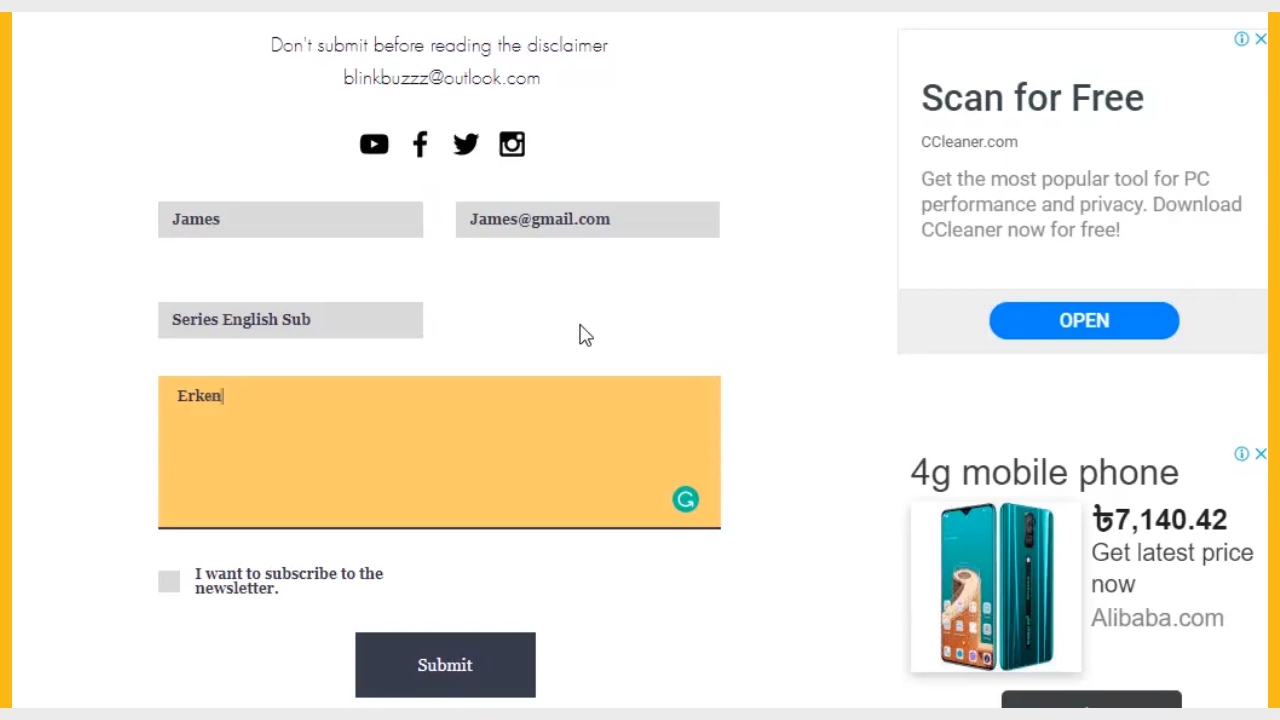 Don't submit before reading the disclaimer
blinkbuzzz@outlook.com
James
James@gmail.com
Series English Sub
Erken
I want to subscribe to the
newsletter.
Submit
Scan for Free
CCleaner.com
Get the most popular tool for PC
performance and privacy. Download
CCleaner now for free!
OPEN
4g mobile phone
৳7,140.42
Get latest price
now
Alibaba.com